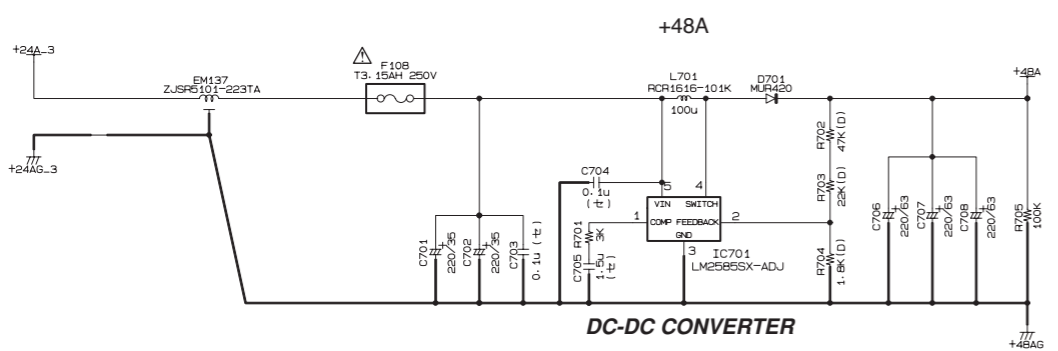 +48A
+24A_3
F108
T3.15AH 250V
EM137
ZJSR5101-223TA
L701
RCR1616-101K
100u
D701
MUR420
+48A
+24AG_3
R702
47K(D)
R703
22K(D)
C704
0.1u
(セ)
5
4
VIN SWITCH
1
COMP FEEDBACK
2
GND
3
IC701
LM2585SX-ADJ
R701
3K
C705
1.5u
(セ)
C701
220/35
C702
220/35
C703
0.1u (セ)
R704
1.8K(D)
C706
220/63
C707
220/63
C708
220/63
R705
100K
DC-DC CONVERTER
+48AG